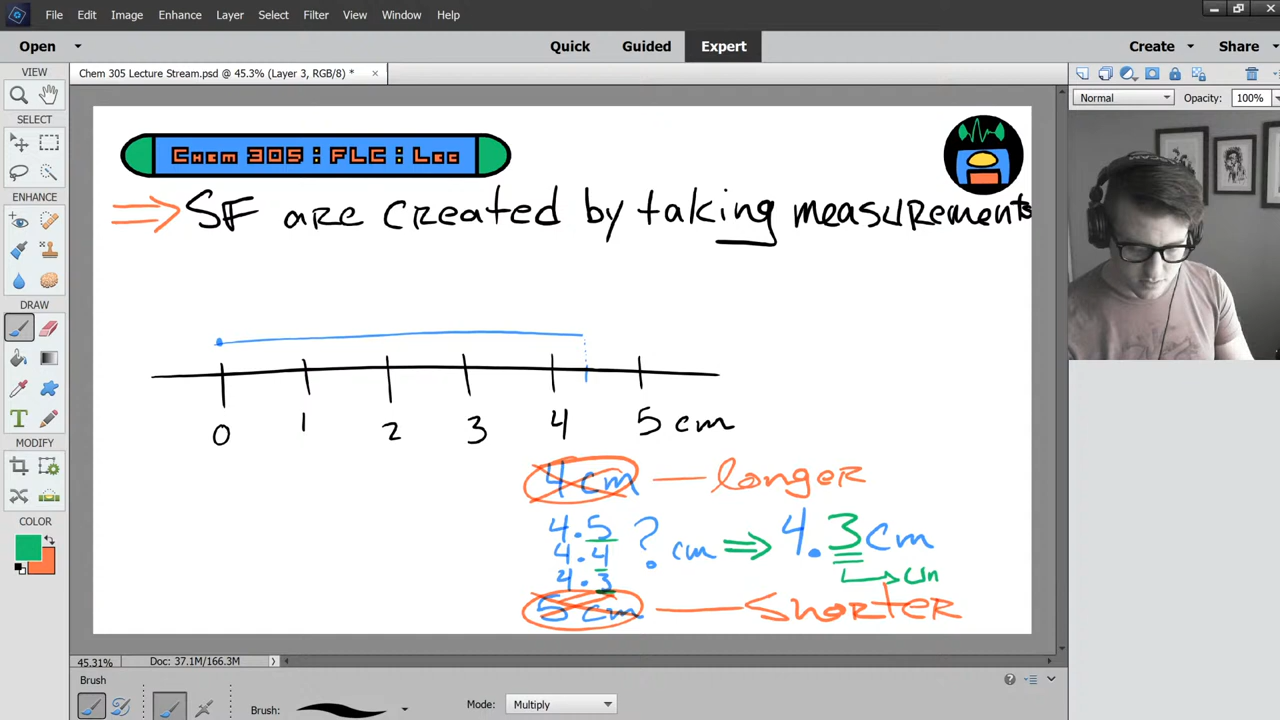 File Edit Image Enhance Layer Select Filter View Window Help
Open Quick Guided Expert Create Share
VIEW
Chem 305 Lecture Stream.psd @ 45.3% (Layer 3, RGB/8) * ×
Normal Opacity: 100%
SELECT
ENHANCE
DRAW
MODIFY
COLOR
Chem 305 : FLC : Lec
⇒ SF are created by taking measurements
0 1 2 3 4 5 cm
4 cm — longer
4.5
4.4 ? cm ⇒ 4.3 cm
4.3
un
5 cm — shorter
45.31% Doc: 37.1M/166.3M
Brush
Brush: Mode: Multiply